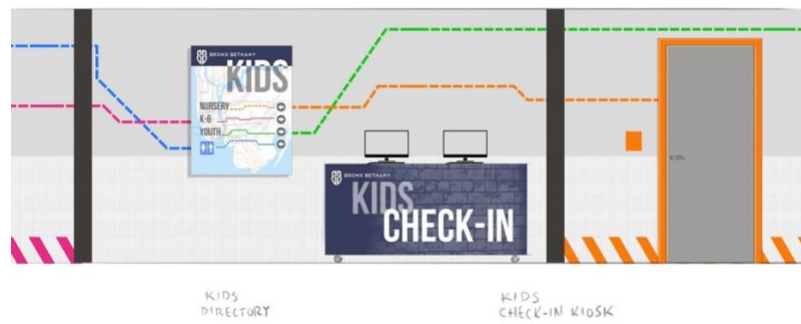 BRONX BETHANY
KIDS
NURSERY
K-6
YOUTH
BRONX BETHANY
KIDS
CHECK-IN
KIDS
DIRECTORY
KIDS
CHECK-IN KIOSK